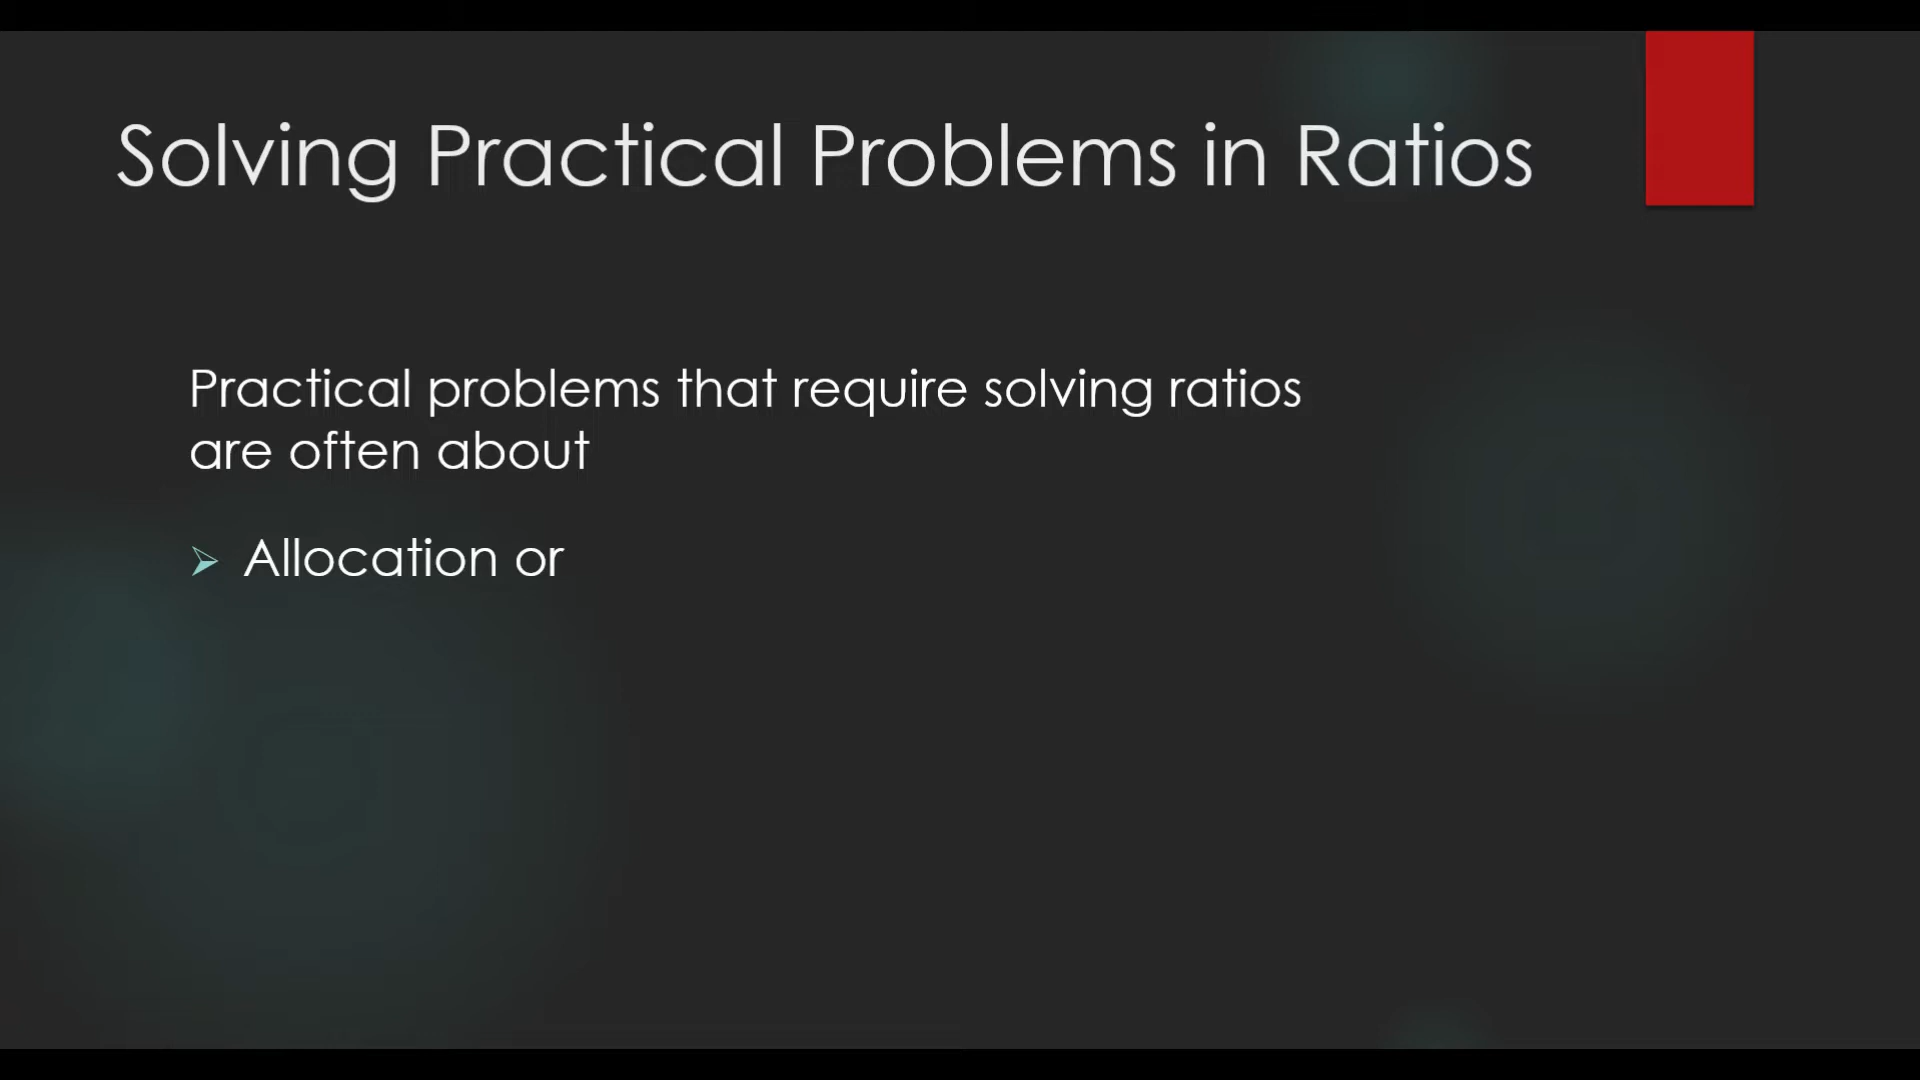 Solving Practical Problems in Ratios
Practical problems that require solving ratios
are often about
Allocation or